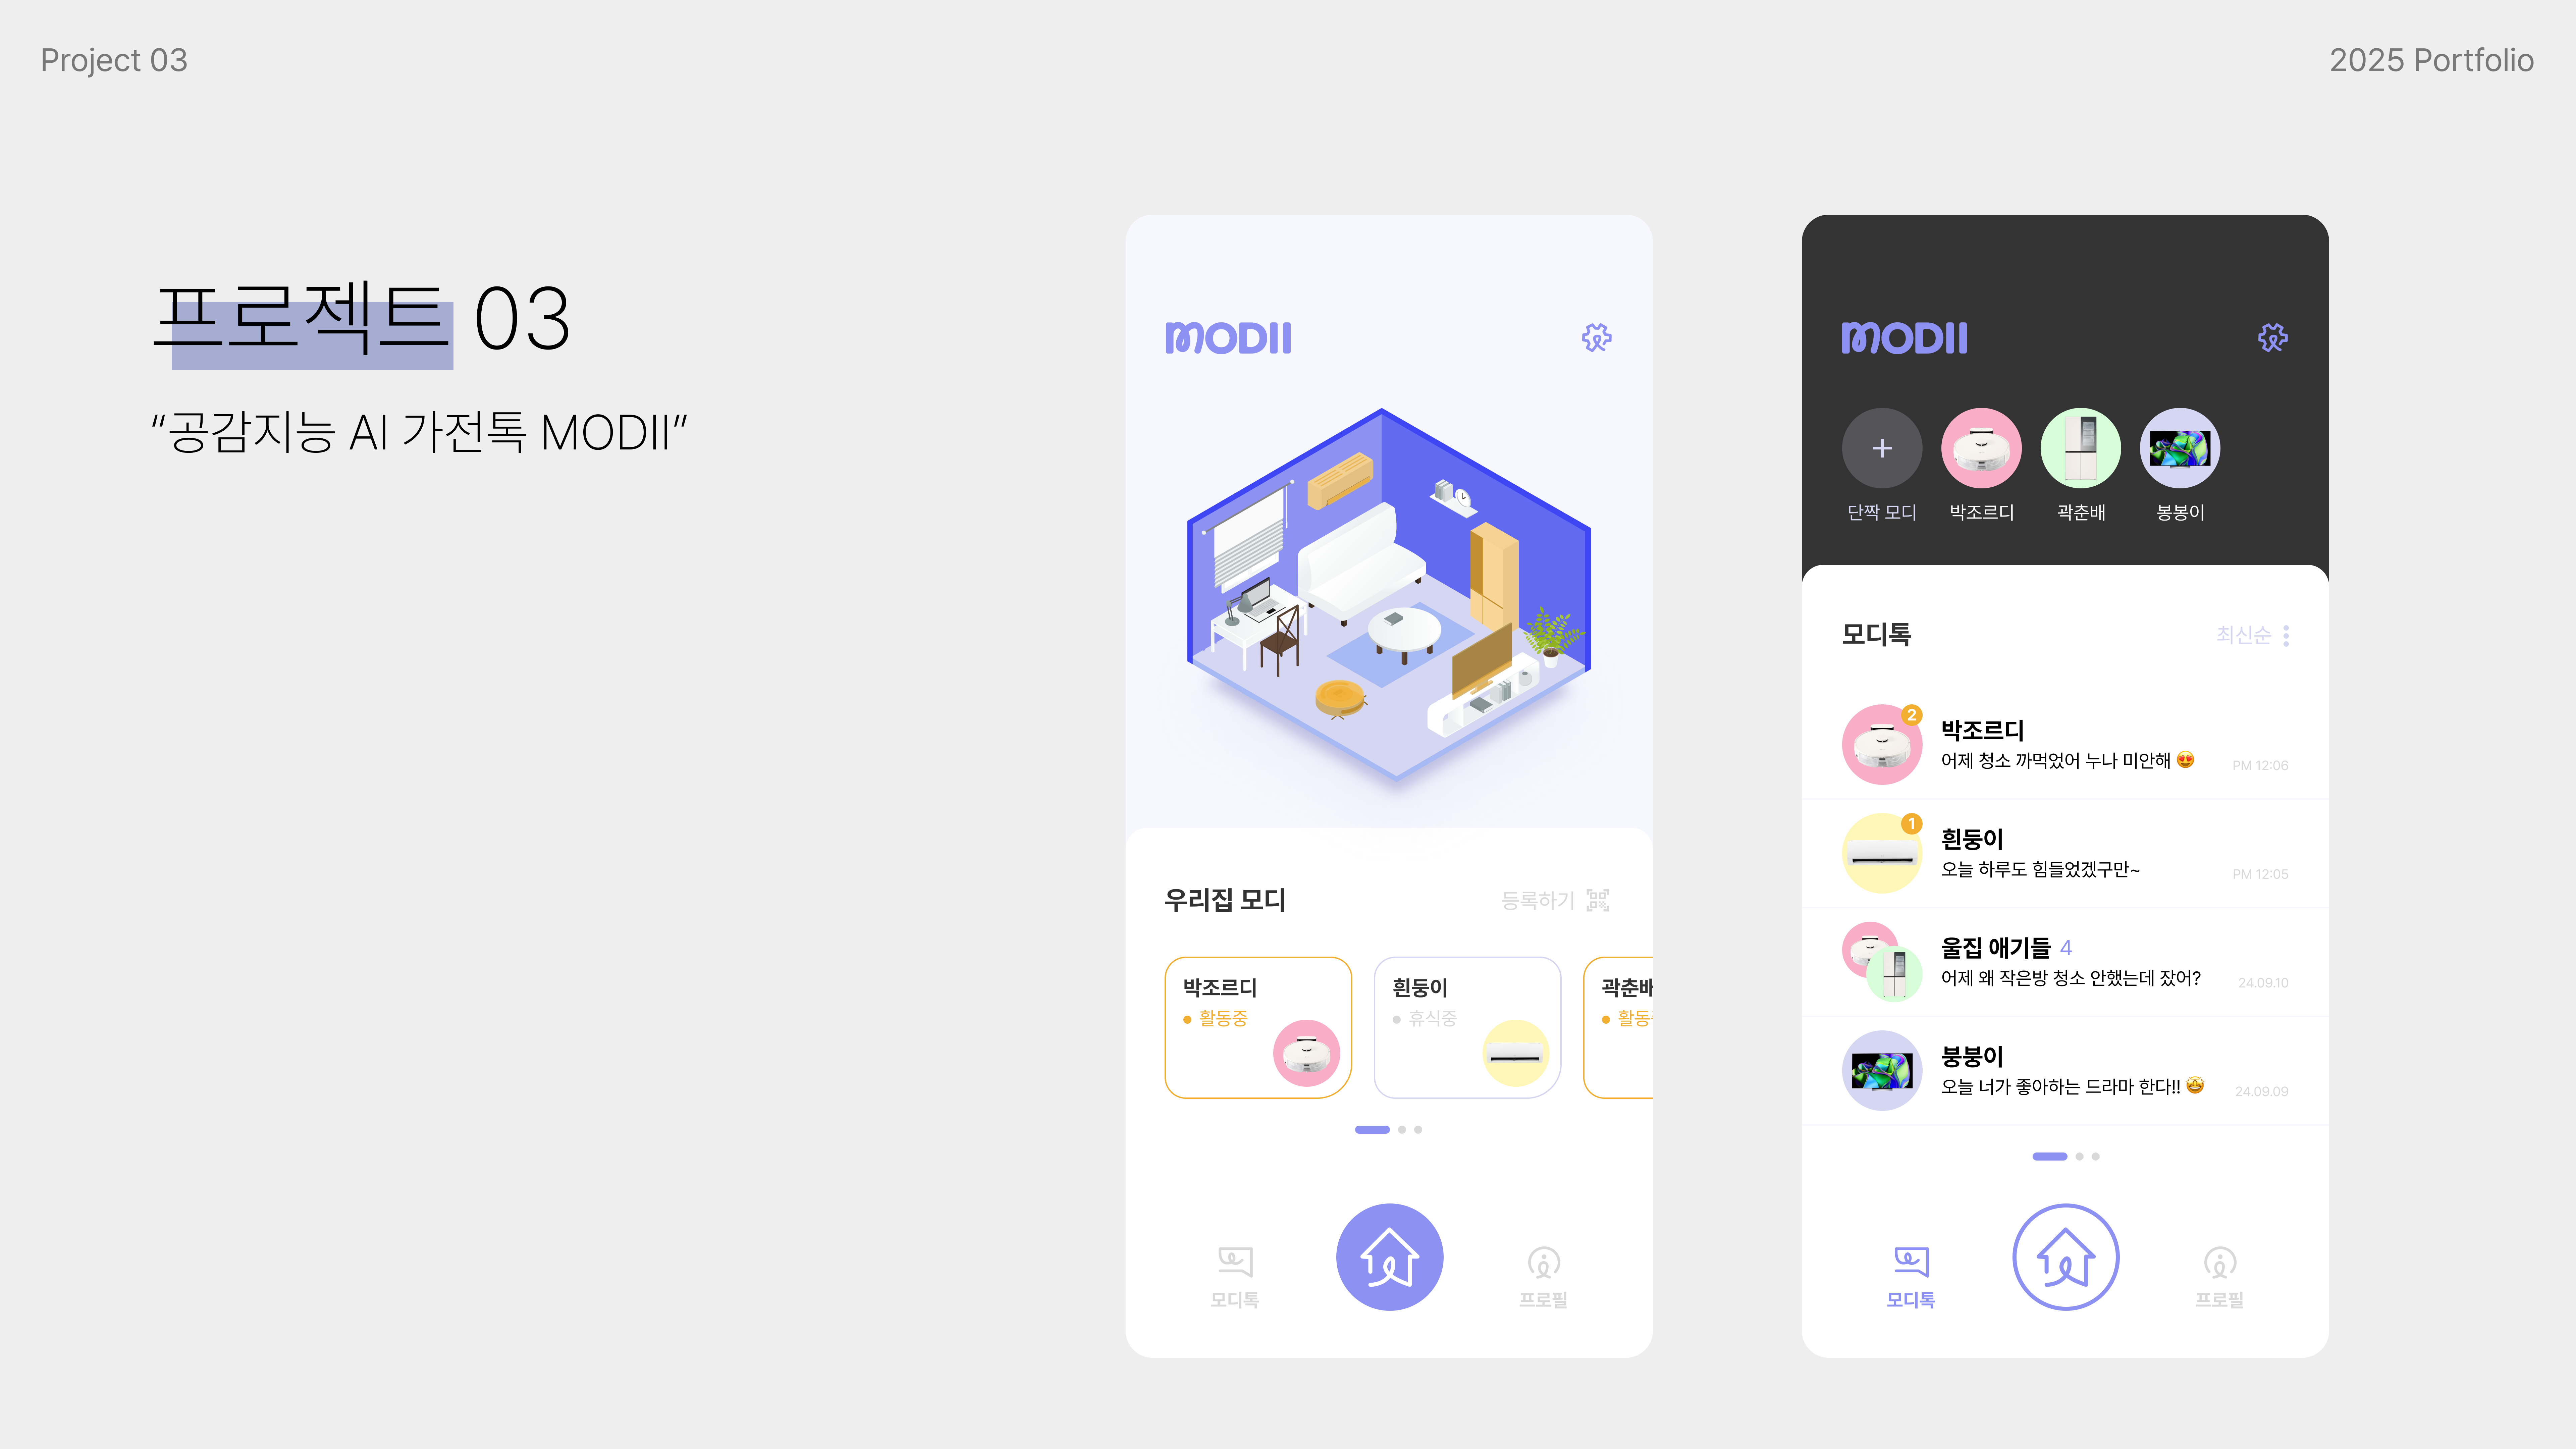 Project 03
2025 Portfolio
프로젝트 03
“공감지능 AI 가전톡 MODII”
MODII
우리집 모디
등록하기
박조르디
활동중
흰둥이
휴식중
곽춘배
활동
모디톡
프로필
MODII
단짝 모디
박조르디
곽춘배
봉봉이
모디톡
최신순
2
박조르디
어제 청소 까먹었어 누나 미안해 😍
PM 12:06
1
흰둥이
오늘 하루도 힘들었겠구만~
PM 12:05
울집 애기들 4
어제 왜 작은방 청소 안했는데 잤어?
24.09.10
붕붕이
오늘 너가 좋아하는 드라마 한다!! 🤩
24.09.09
모디톡
프로필